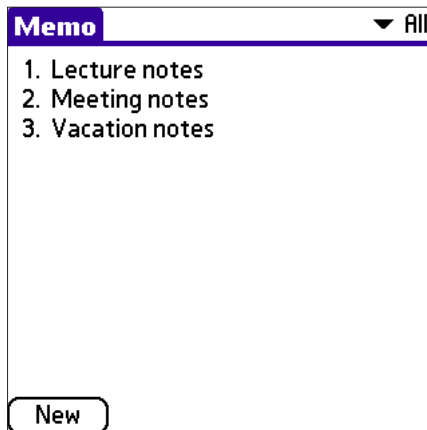 Memo All
1. Lecture notes
2. Meeting notes
3. Vacation notes
New